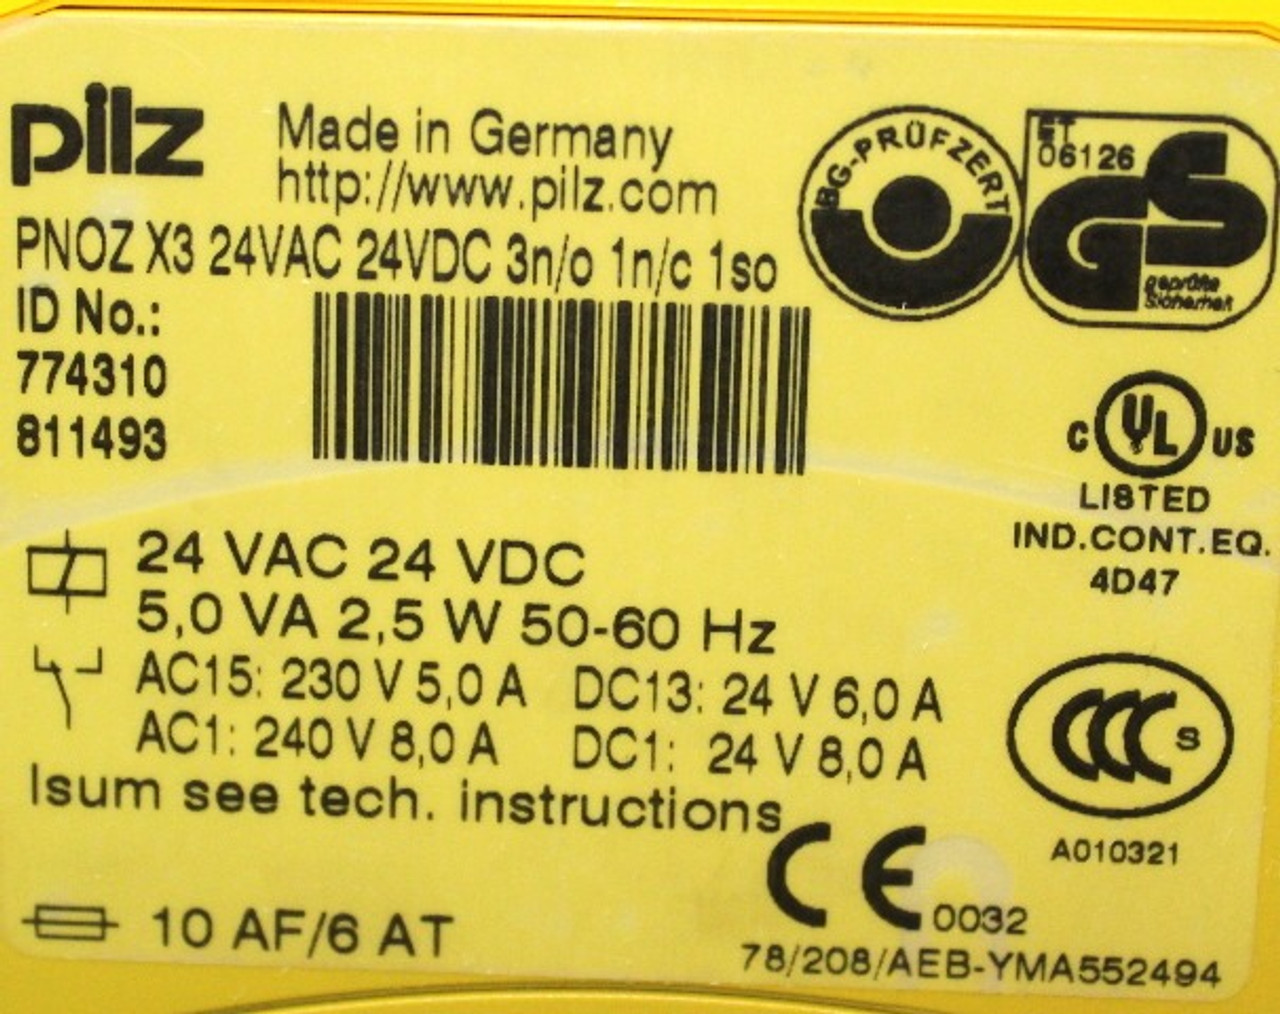 pilz
Made in Germany
http://www.pilz.com
BG-PRÜFZERT
ET
06126
GS
geprüfte
Sicherheit
PNOZ X3 24VAC 24VDC 3n/o 1n/c 1so
ID No.:
774310
811493
C UL US
LISTED
IND.CONT.EQ.
4D47
24 VAC 24 VDC
5,0 VA 2,5 W 50-60 Hz
AC15: 230 V 5,0 A DC13: 24 V 6,0 A
AC1: 240 V 8,0 A DC1: 24 V 8,0 A
Isum see tech. instructions
CCC S
A010321
CE 0032
10 AF/6 AT
78/208/AEB-YMA552494